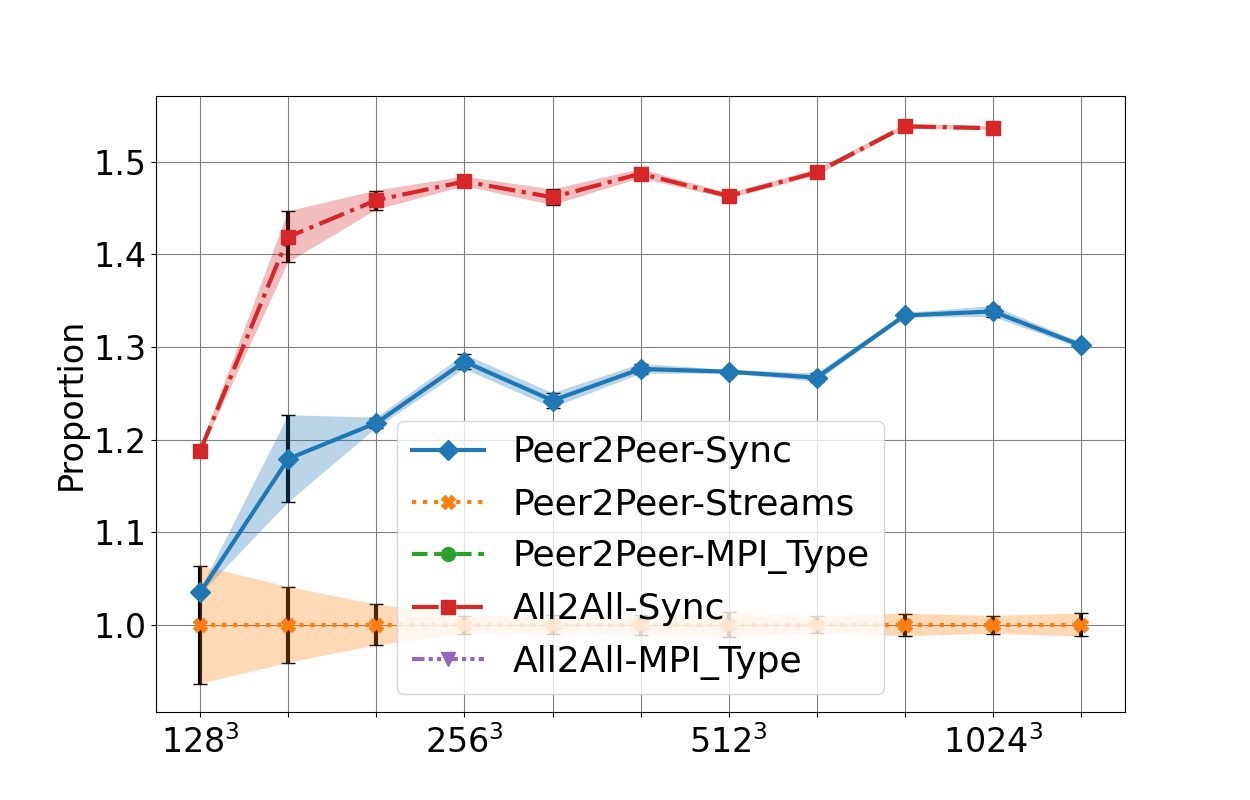 Proportion
1.5
1.4
1.3
1.2
1.1
1.0
Peer2Peer-Sync
Peer2Peer-Streams
Peer2Peer-MPI_Type
All2All-Sync
All2All-MPI_Type
128³ 256³ 512³ 1024³